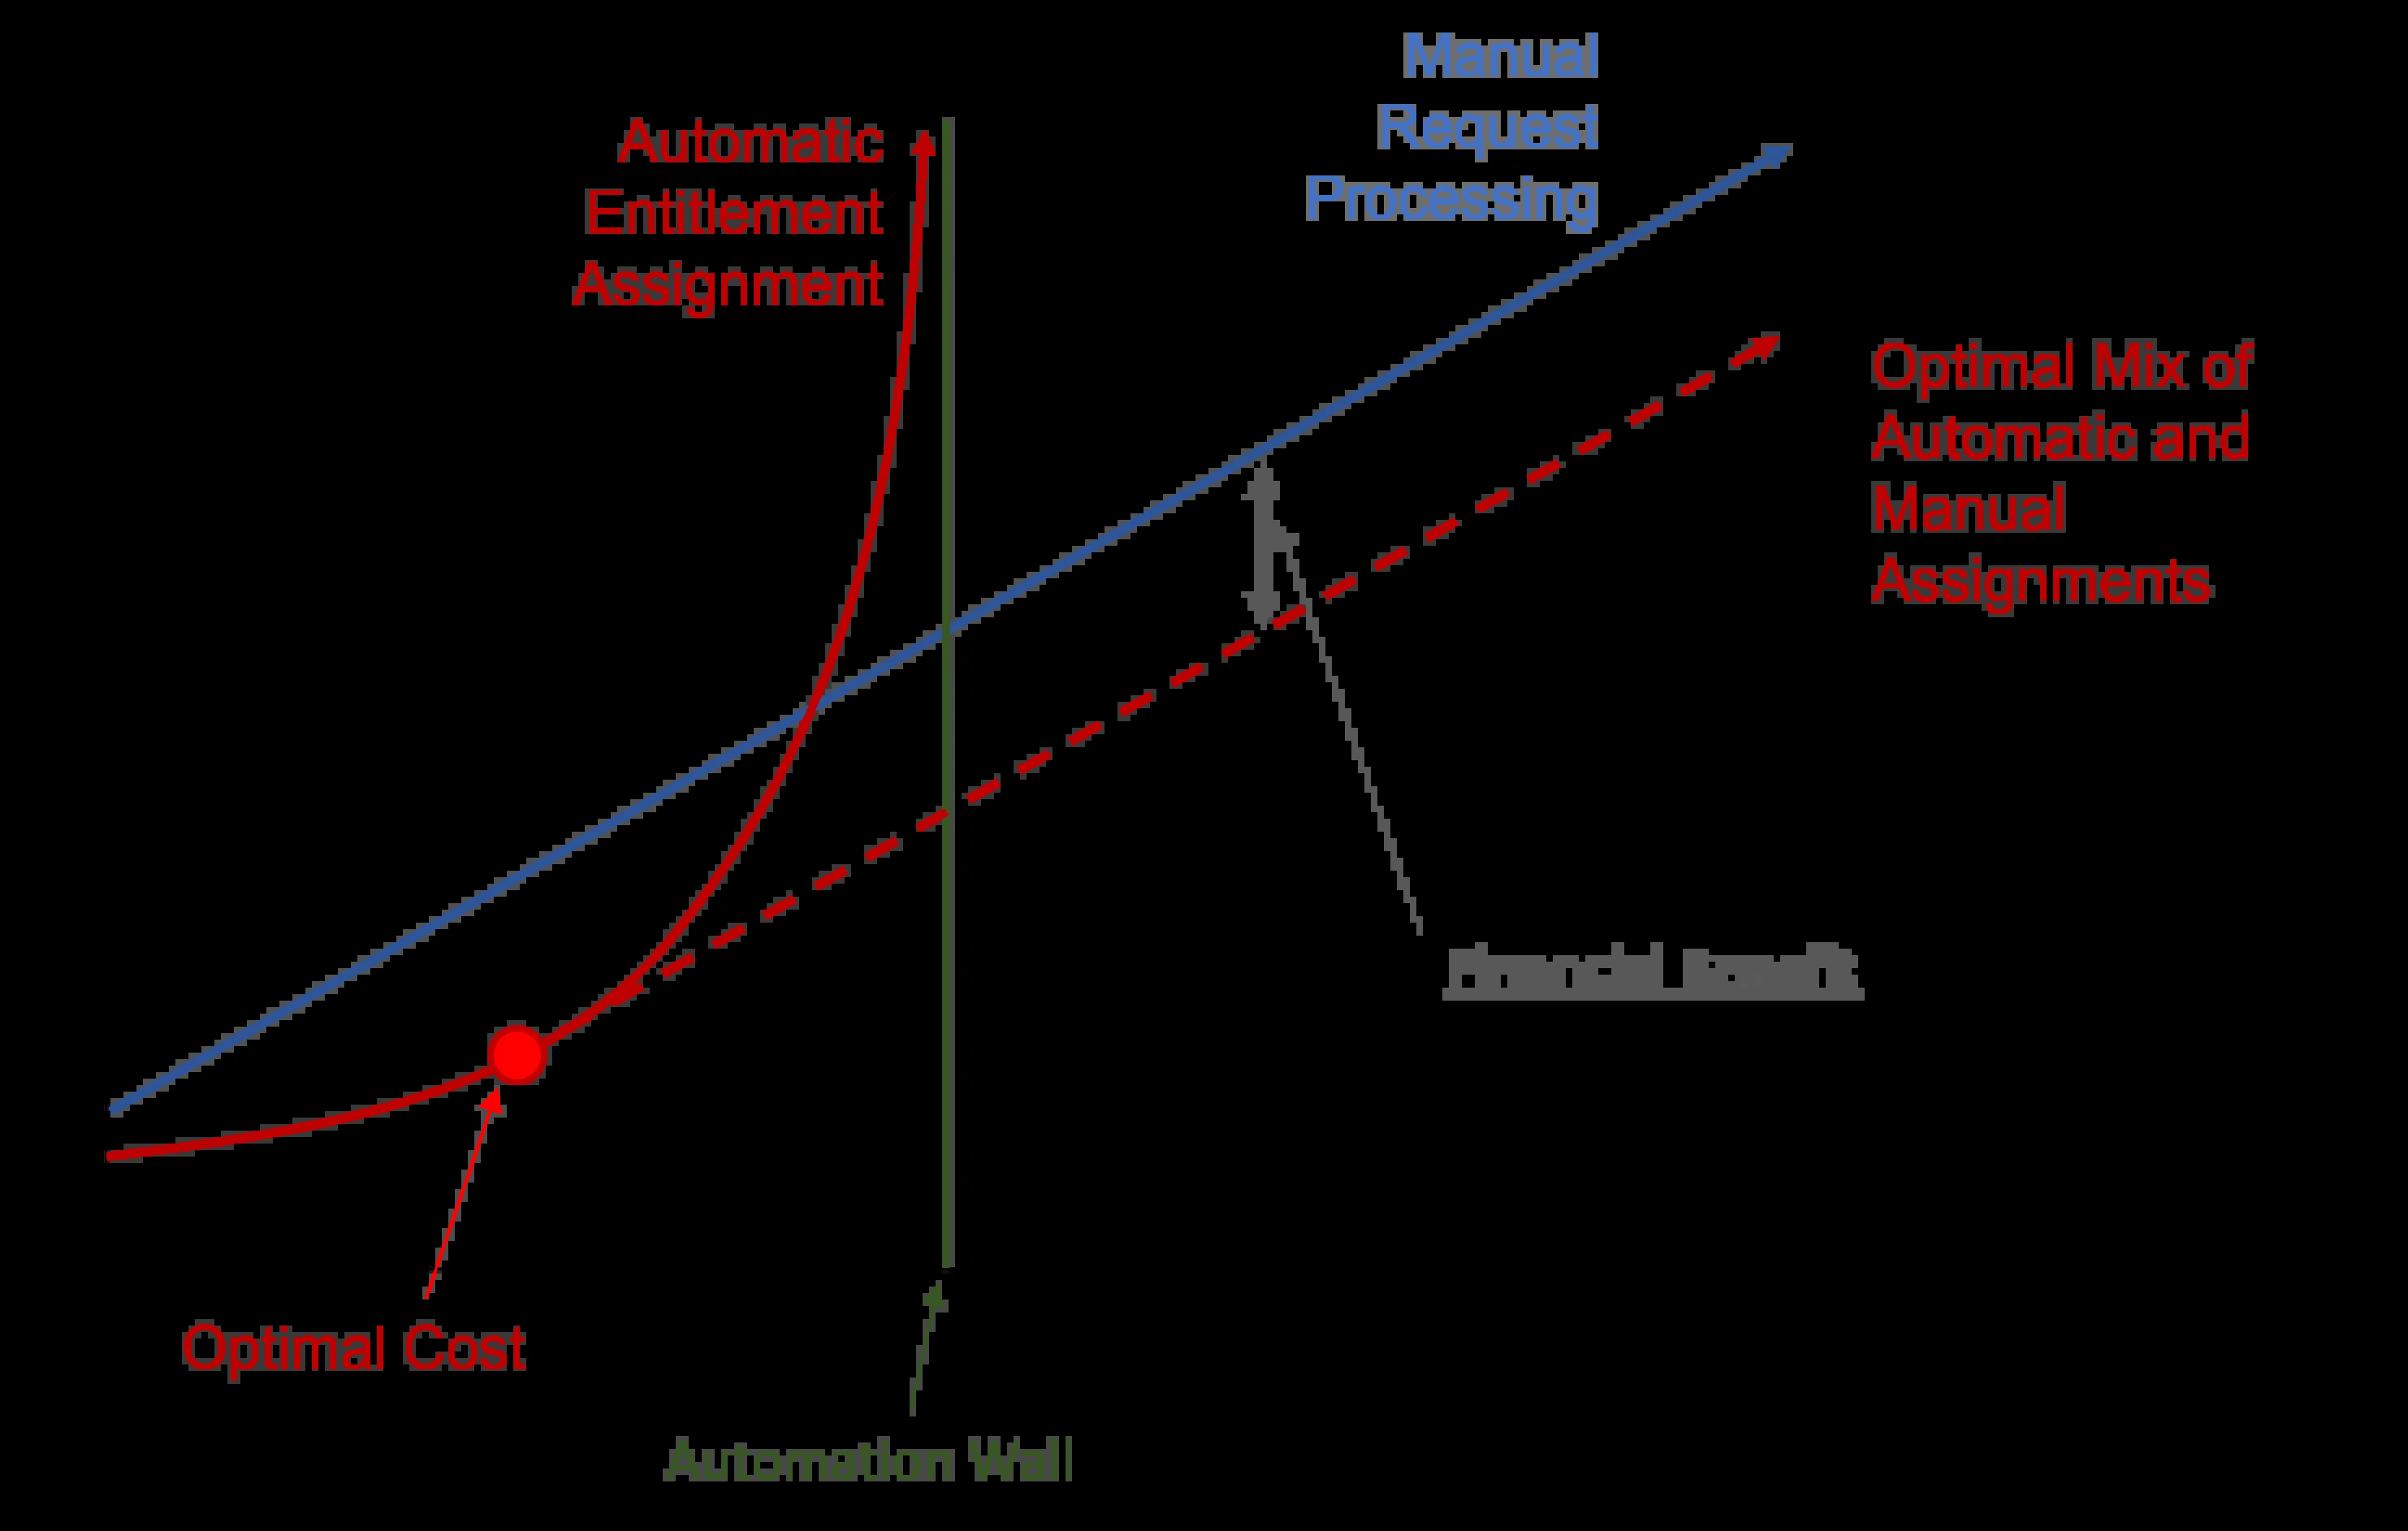 Manual
Request
Processing
Automatic
Entitlement
Assignment
Optimal Mix of
Automatic and
Manual
Assignments
Financial Benefit
Optimal Cost
Automation Wall